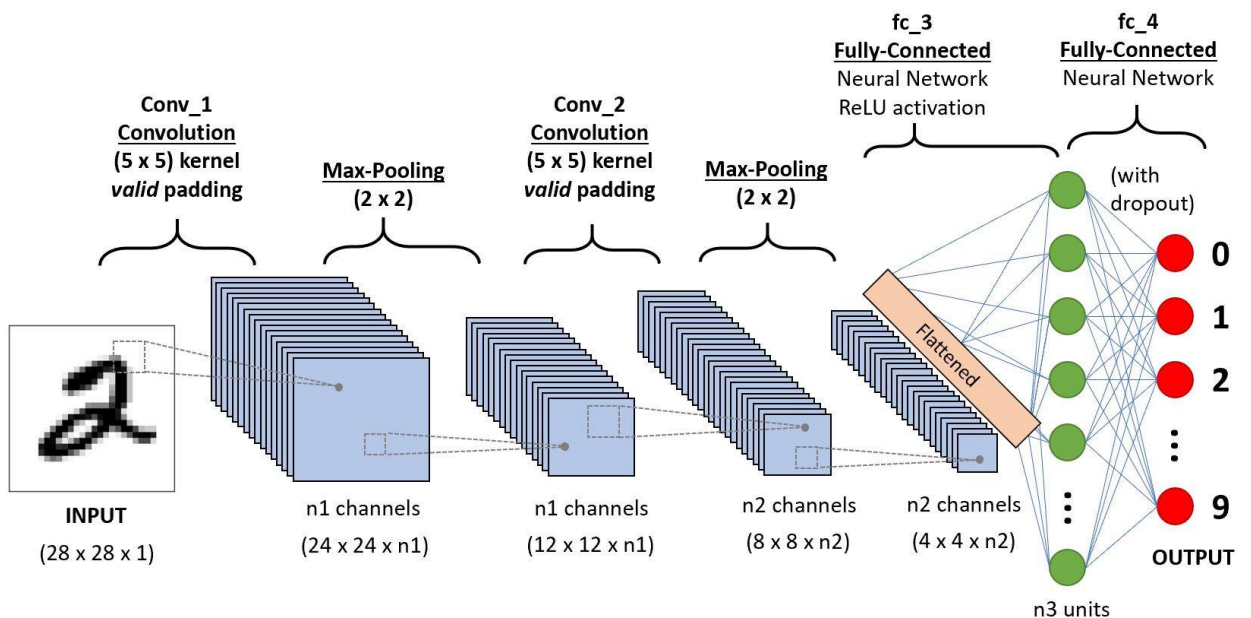 Conv_1
Convolution
(5 x 5) kernel
valid padding
Max-Pooling
(2 x 2)
Conv_2
Convolution
(5 x 5) kernel
valid padding
Max-Pooling
(2 x 2)
fc_3
Fully-Connected
Neural Network
ReLU activation
fc_4
Fully-Connected
Neural Network
(with
dropout)
2
INPUT
(28 x 28 x 1)
n1 channels
(24 x 24 x n1)
n1 channels
(12 x 12 x n1)
n2 channels
(8 x 8 x n2)
n2 channels
(4 x 4 x n2)
Flattened
n3 units
0
1
2
9
OUTPUT